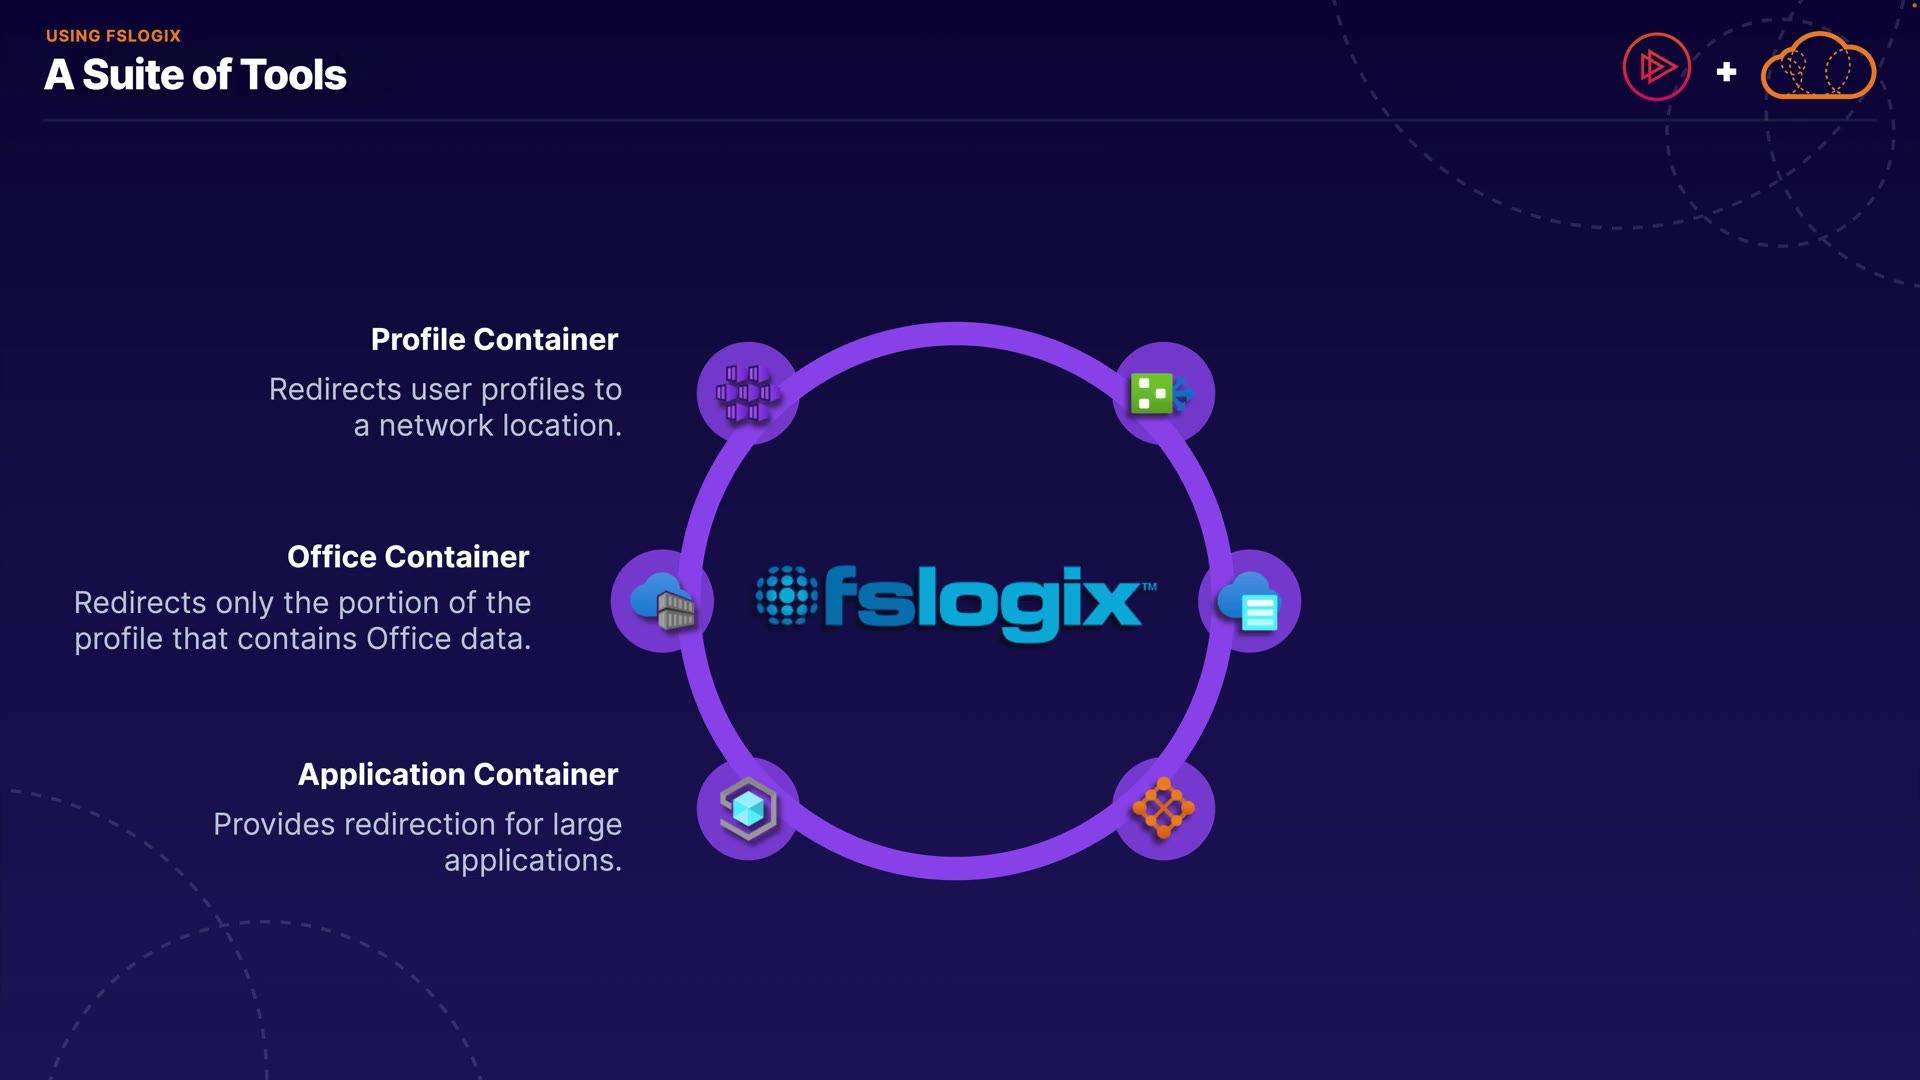 USING FSLOGIX
A Suite of Tools
Profile Container
Redirects user profiles to
a network location.
Office Container
Redirects only the portion of the
profile that contains Office data.
Application Container
Provides redirection for large
applications.
fslogix™